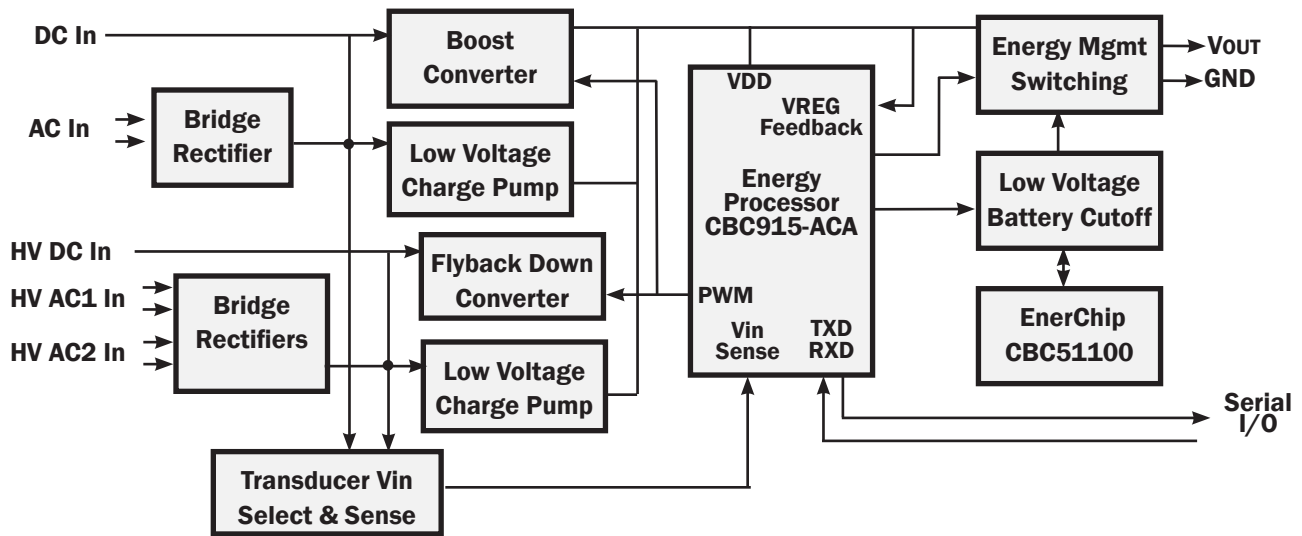 DC In
Boost
Converter
AC In
Bridge
Rectifier
Low Voltage
Charge Pump
HV DC In
Flyback Down
Converter
HV AC1 In
HV AC2 In
Bridge
Rectifiers
Low Voltage
Charge Pump
Transducer Vin
Select & Sense
VDD
VREG
Feedback
Energy
Processor
CBC915-ACA
PWM
Vin
Sense
TXD
RXD
Energy Mgmt
Switching
VOUT
GND
Low Voltage
Battery Cutoff
EnerChip
CBC51100
Serial
I/O